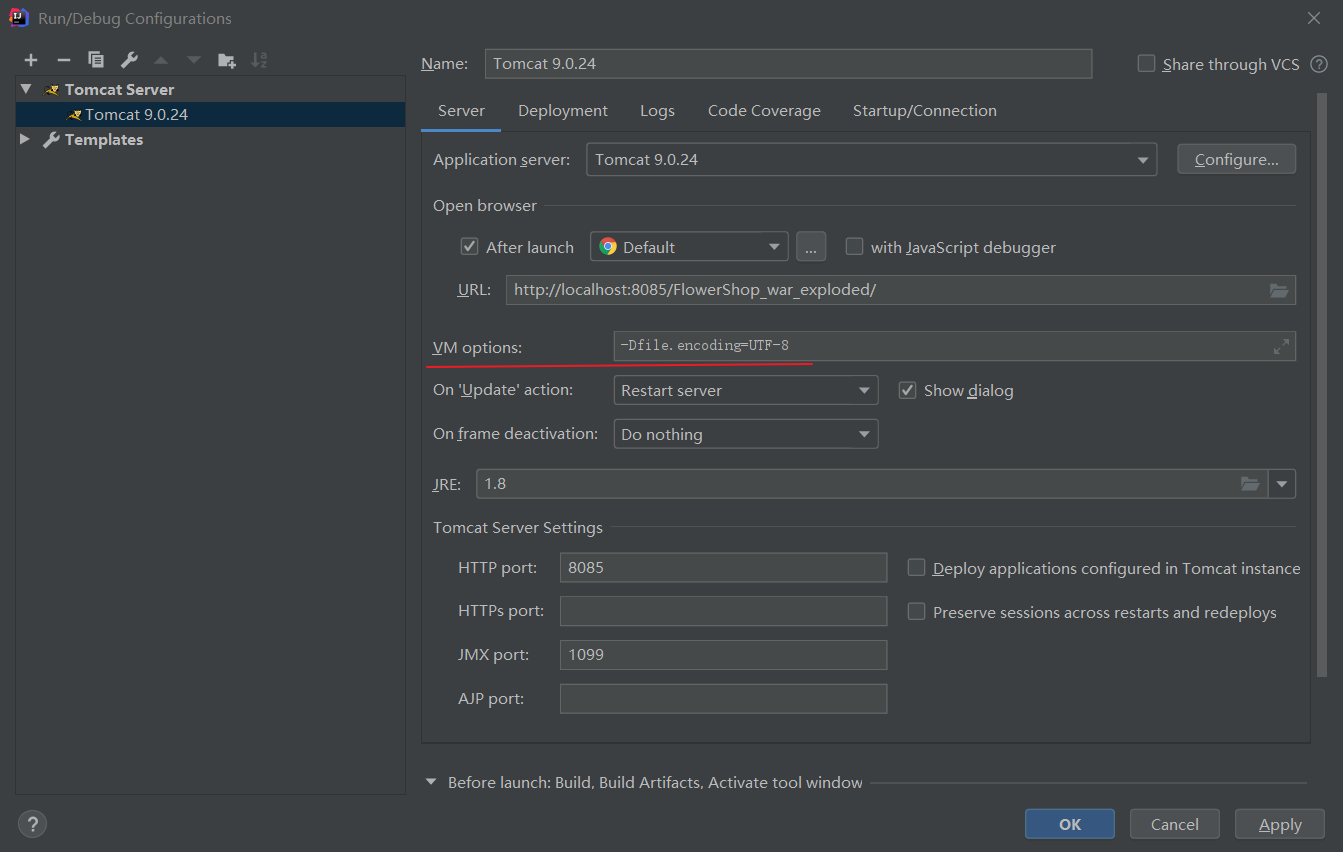 Run/Debug Configurations
Name: Tomcat 9.0.24 Share through VCS ?
Tomcat Server
Tomcat 9.0.24
Templates
Server Deployment Logs Code Coverage Startup/Connection
Application server: Tomcat 9.0.24 Configure...
Open browser
After launch Default ... with JavaScript debugger
URL: http://localhost:8085/FlowerShop_war_exploded/
VM options: -Dfile.encoding=UTF-8
On 'Update' action: Restart server Show dialog
On frame deactivation: Do nothing
JRE: 1.8
Tomcat Server Settings
HTTP port: 8085 Deploy applications configured in Tomcat instance
HTTPs port: Preserve sessions across restarts and redeploys
JMX port: 1099
AJP port:
Before launch: Build, Build Artifacts, Activate tool window
? OK Cancel Apply